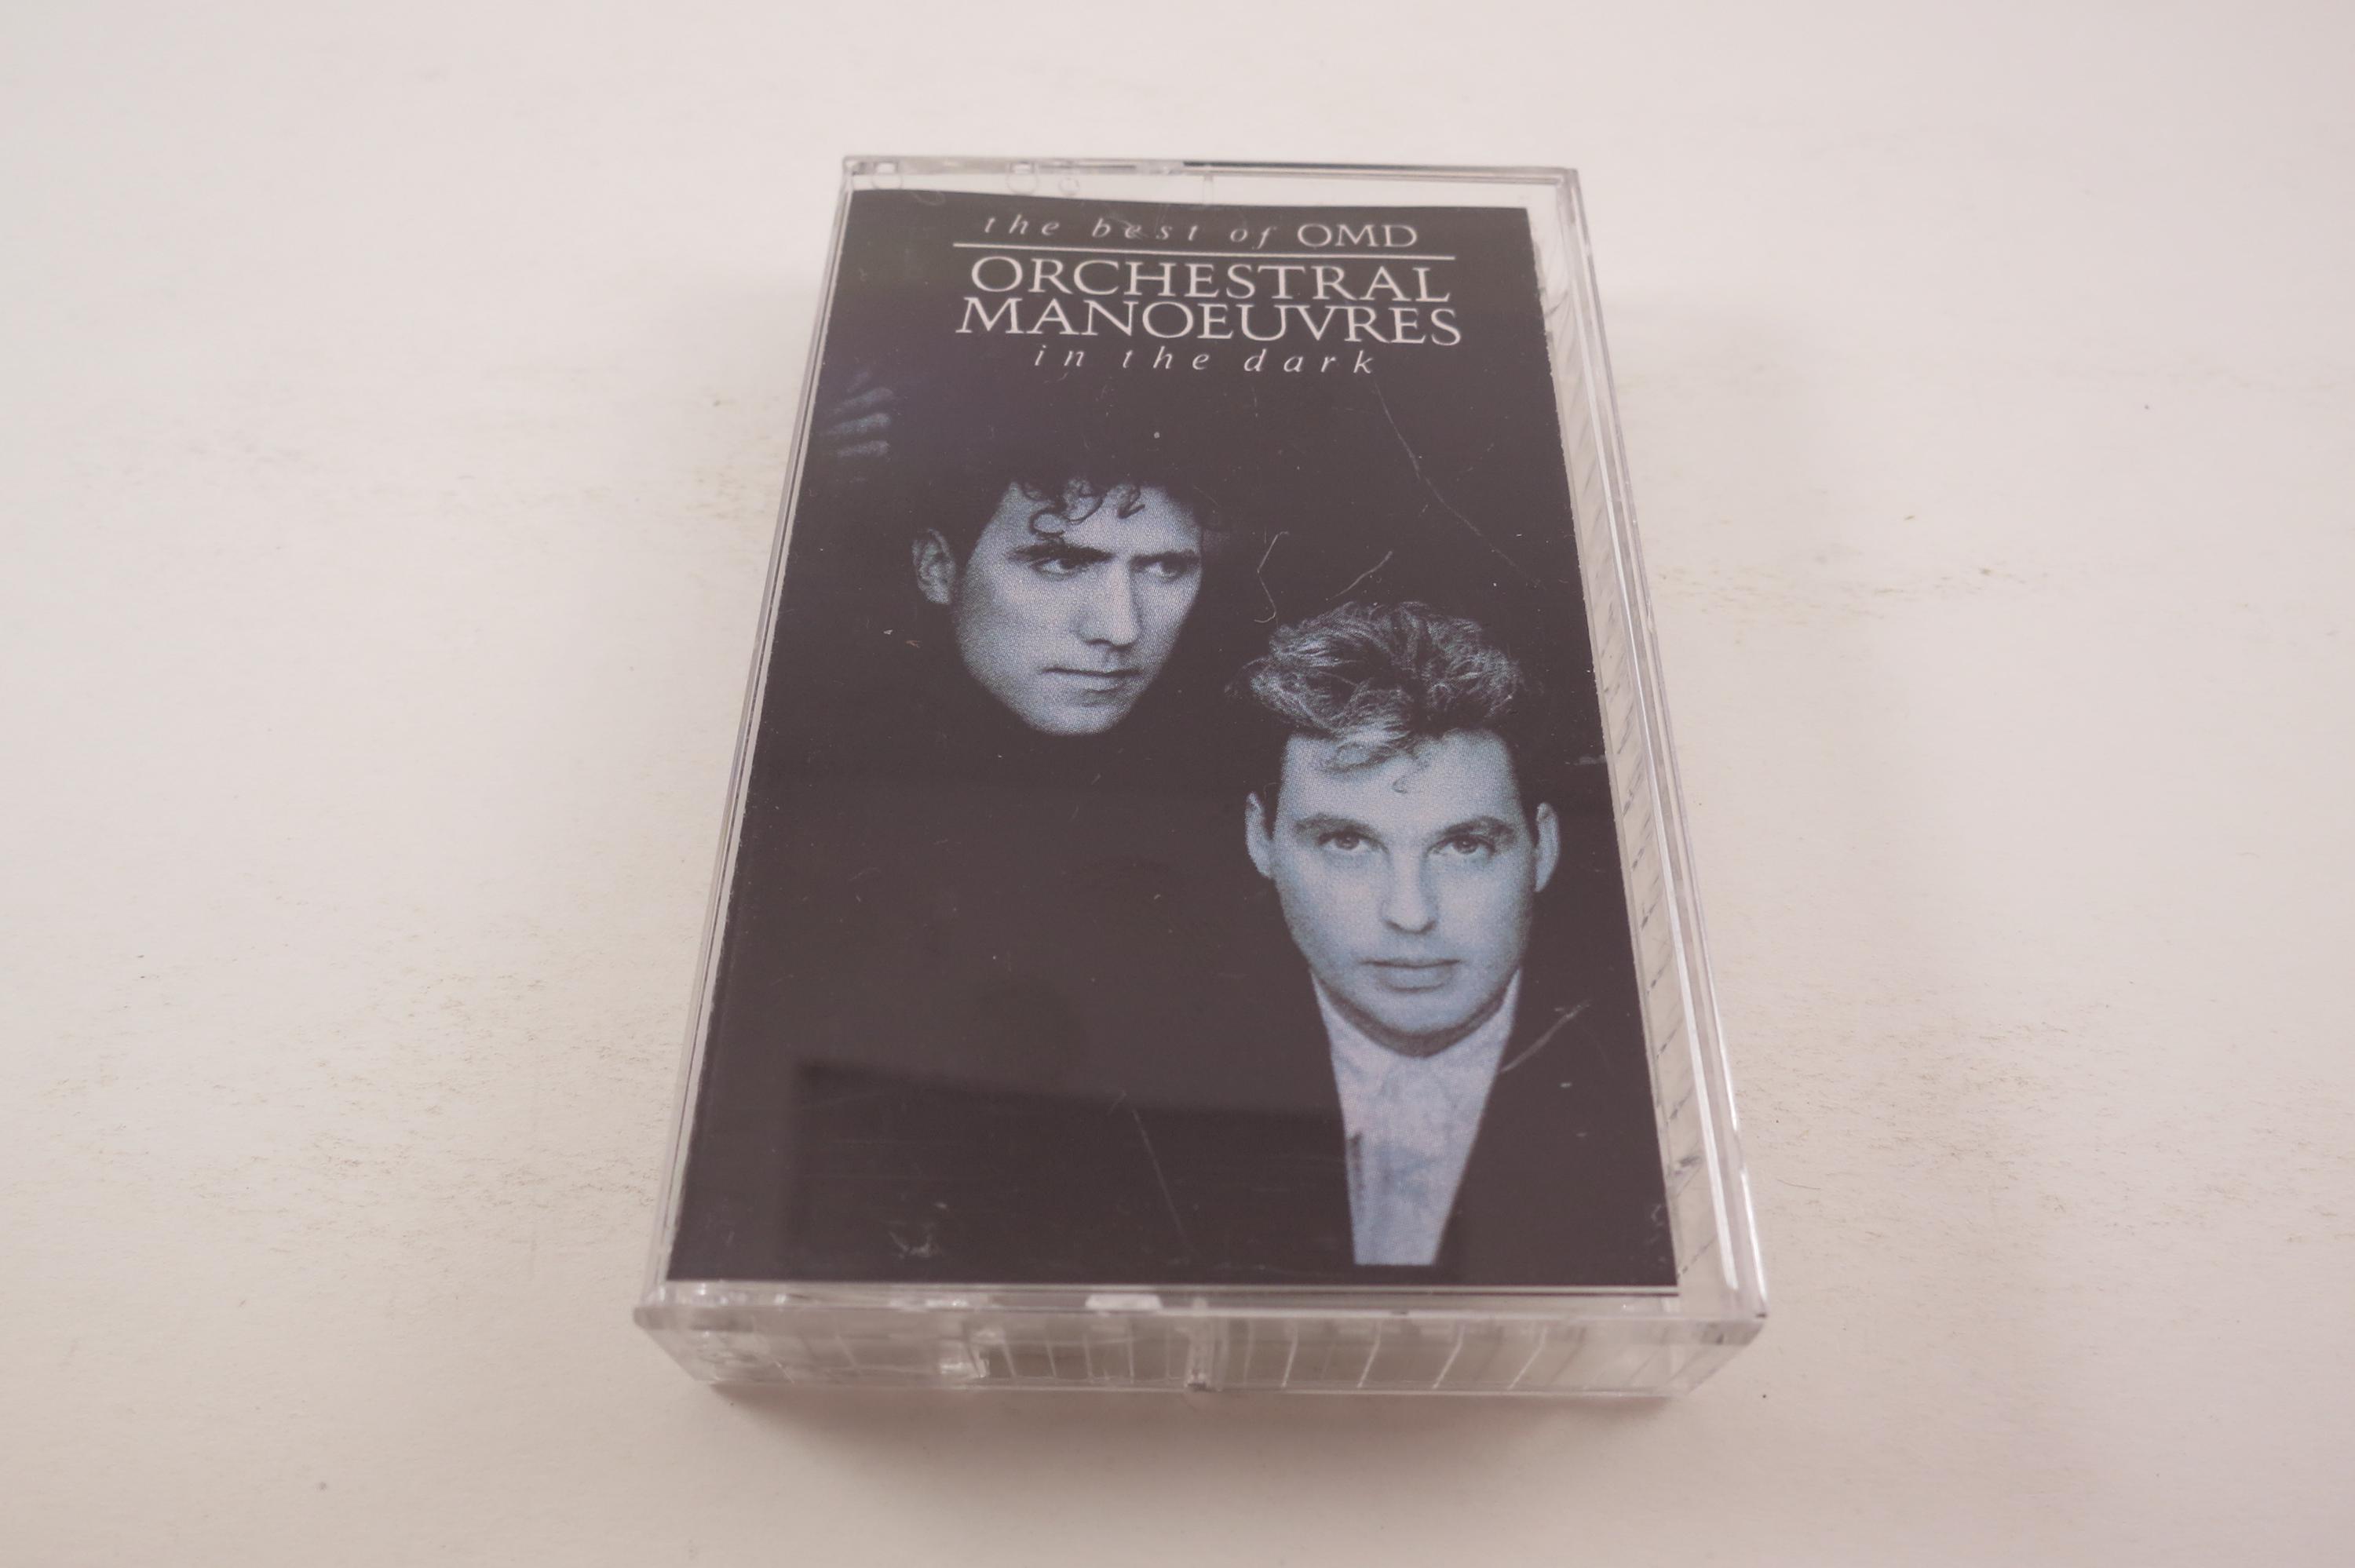 the best of OMD
ORCHESTRAL
MANOEUVRES
in the dark